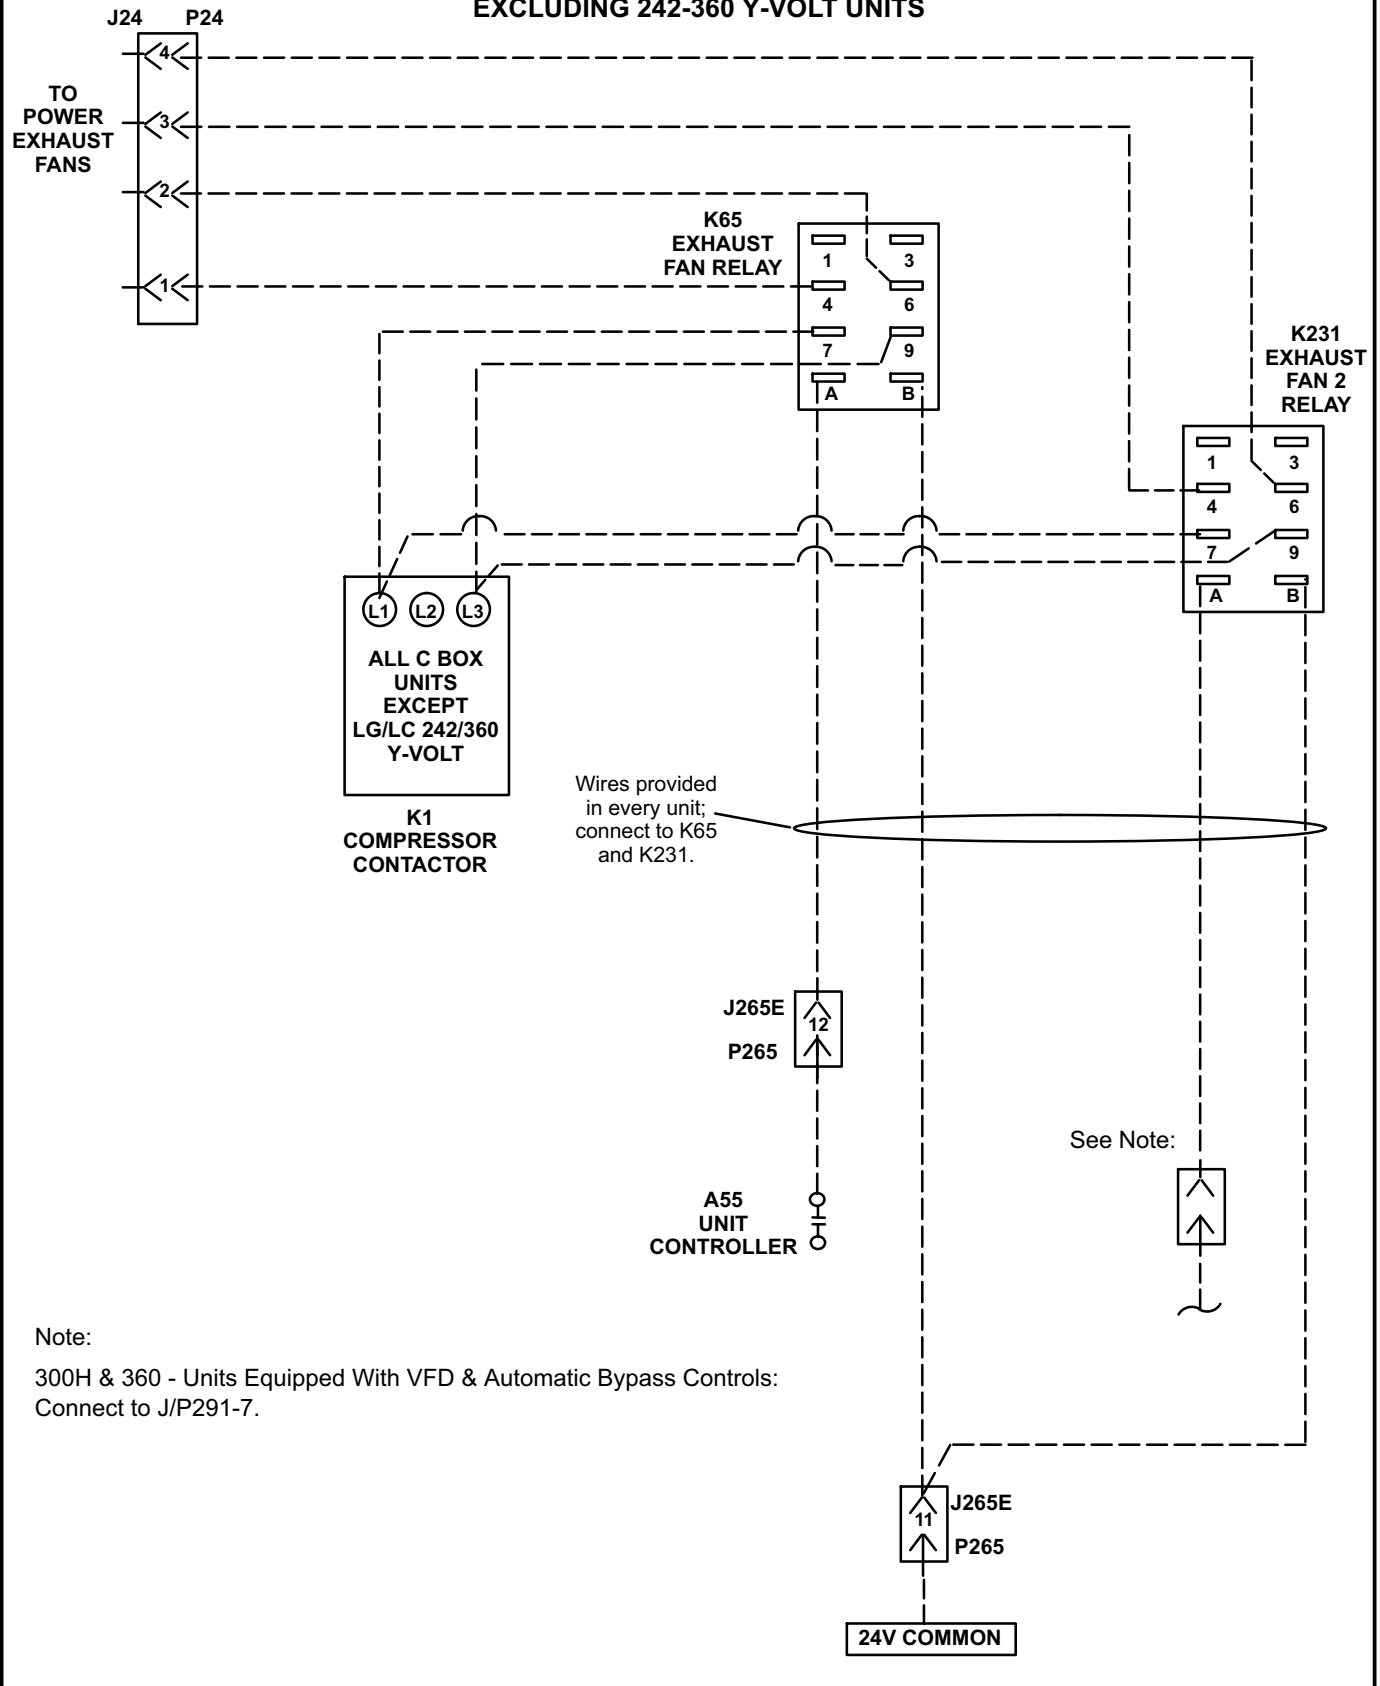 EXCLUDING 242-360 Y-VOLT UNITS
J24 P24
4
3
2
1
TO
POWER
EXHAUST
FANS
K65
EXHAUST
FAN RELAY
1 3
4 6
7 9
A B
K231
EXHAUST
FAN 2
RELAY
1 3
4 6
7 9
A B
L1 L2 L3
ALL C BOX
UNITS
EXCEPT
LG/LC 242/360
Y-VOLT
K1
COMPRESSOR
CONTACTOR
Wires provided
in every unit;
connect to K65
and K231.
J265E
12
P265
See Note:
A55
UNIT
CONTROLLER
Note:
300H & 360 - Units Equipped With VFD & Automatic Bypass Controls:
Connect to J/P291-7.
J265E
11
P265
24V COMMON